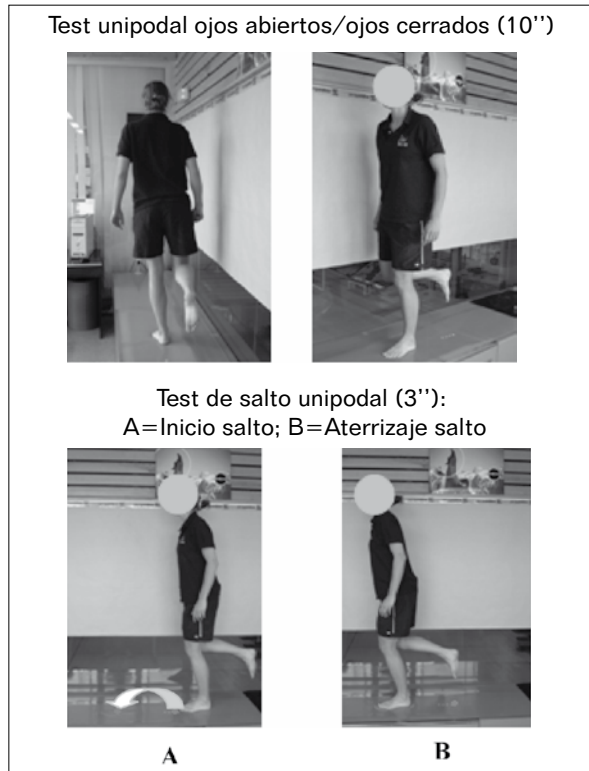 Test unipodal ojos abiertos/ojos cerrados (10’’)
Test de salto unipodal (3’’):
A=Inicio salto; B=Aterrizaje salto
A
B